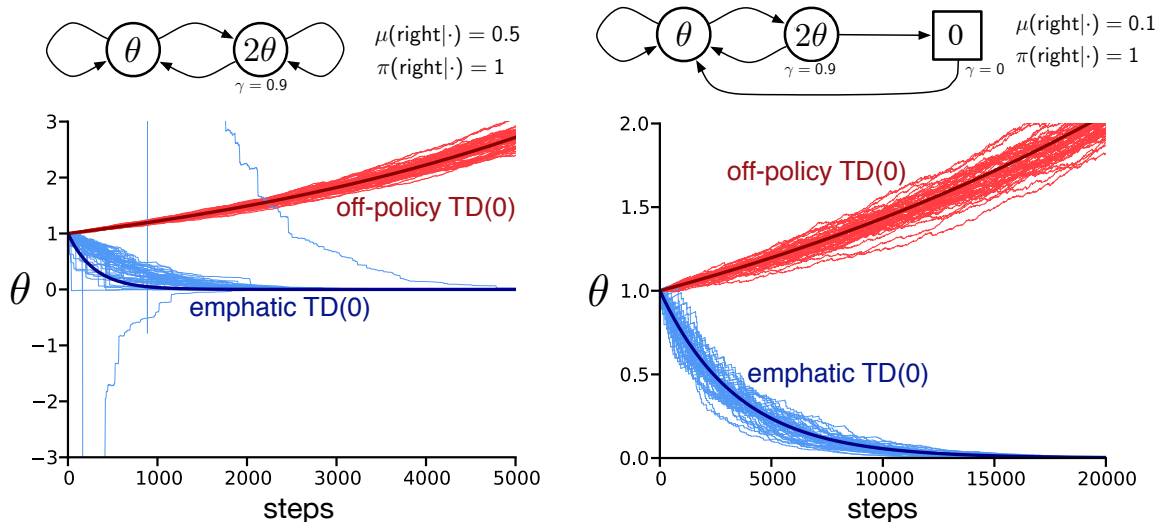 θ
2θ
γ = 0.9
μ(right|·) = 0.5
π(right|·) = 1
3
2
1
0
−1
−2
−3
θ
off-policy TD(0)
emphatic TD(0)
0 1000 2000 3000 4000 5000
steps
θ
2θ
γ = 0.9
0
γ = 0
μ(right|·) = 0.1
π(right|·) = 1
2.0
1.5
1.0
0.5
0.0
θ
off-policy TD(0)
emphatic TD(0)
0 5000 10000 15000 20000
steps